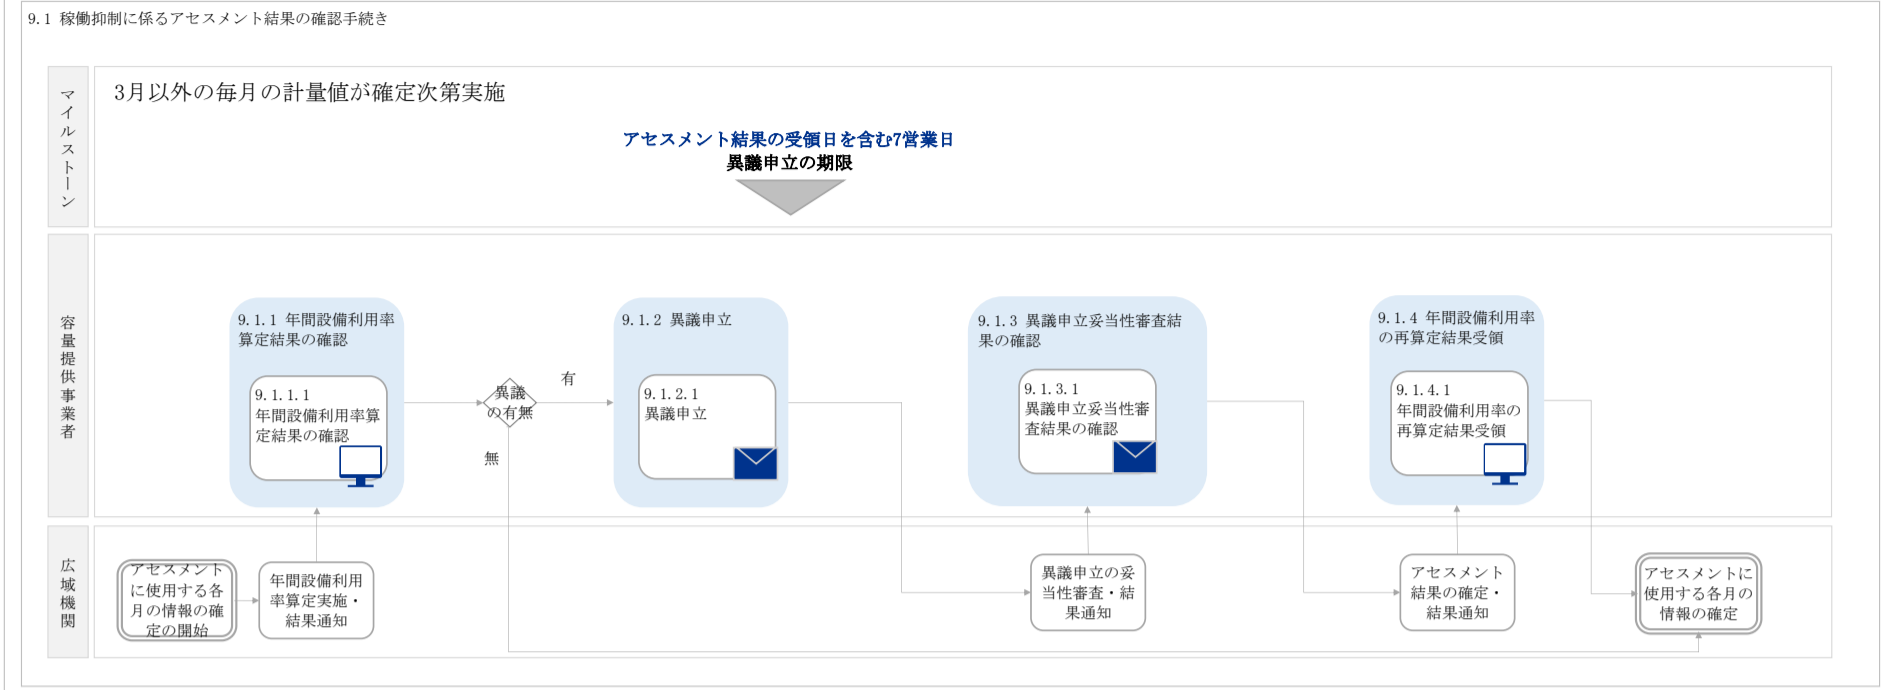 9.1 稼働抑制に係るアセスメント結果の確認手続き
マイルストーン
3月以外の毎月の計量値が確定次第実施
アセスメント結果の受領日を含む7営業日
異議申立の期限
容量提供事業者
9.1.1 年間設備利用率
算定結果の確認
9.1.1.1
年間設備利用率算
定結果の確認
異議
の有無
有
無
9.1.2 異議申立
9.1.2.1
異議申立
9.1.3 異議申立妥当性審査結
果の確認
9.1.3.1
異議申立妥当性審
査結果の確認
9.1.4 年間設備利用率
の再算定結果受領
9.1.4.1
年間設備利用率の
再算定結果受領
広域機関
アセスメント
に使用する各
月の情報の確
定の開始
年間設備利用
率算定実施・
結果通知
異議申立の妥
当性審査・結
果通知
アセスメント
結果の確定・
結果通知
アセスメントに
使用する各月の
情報の確定